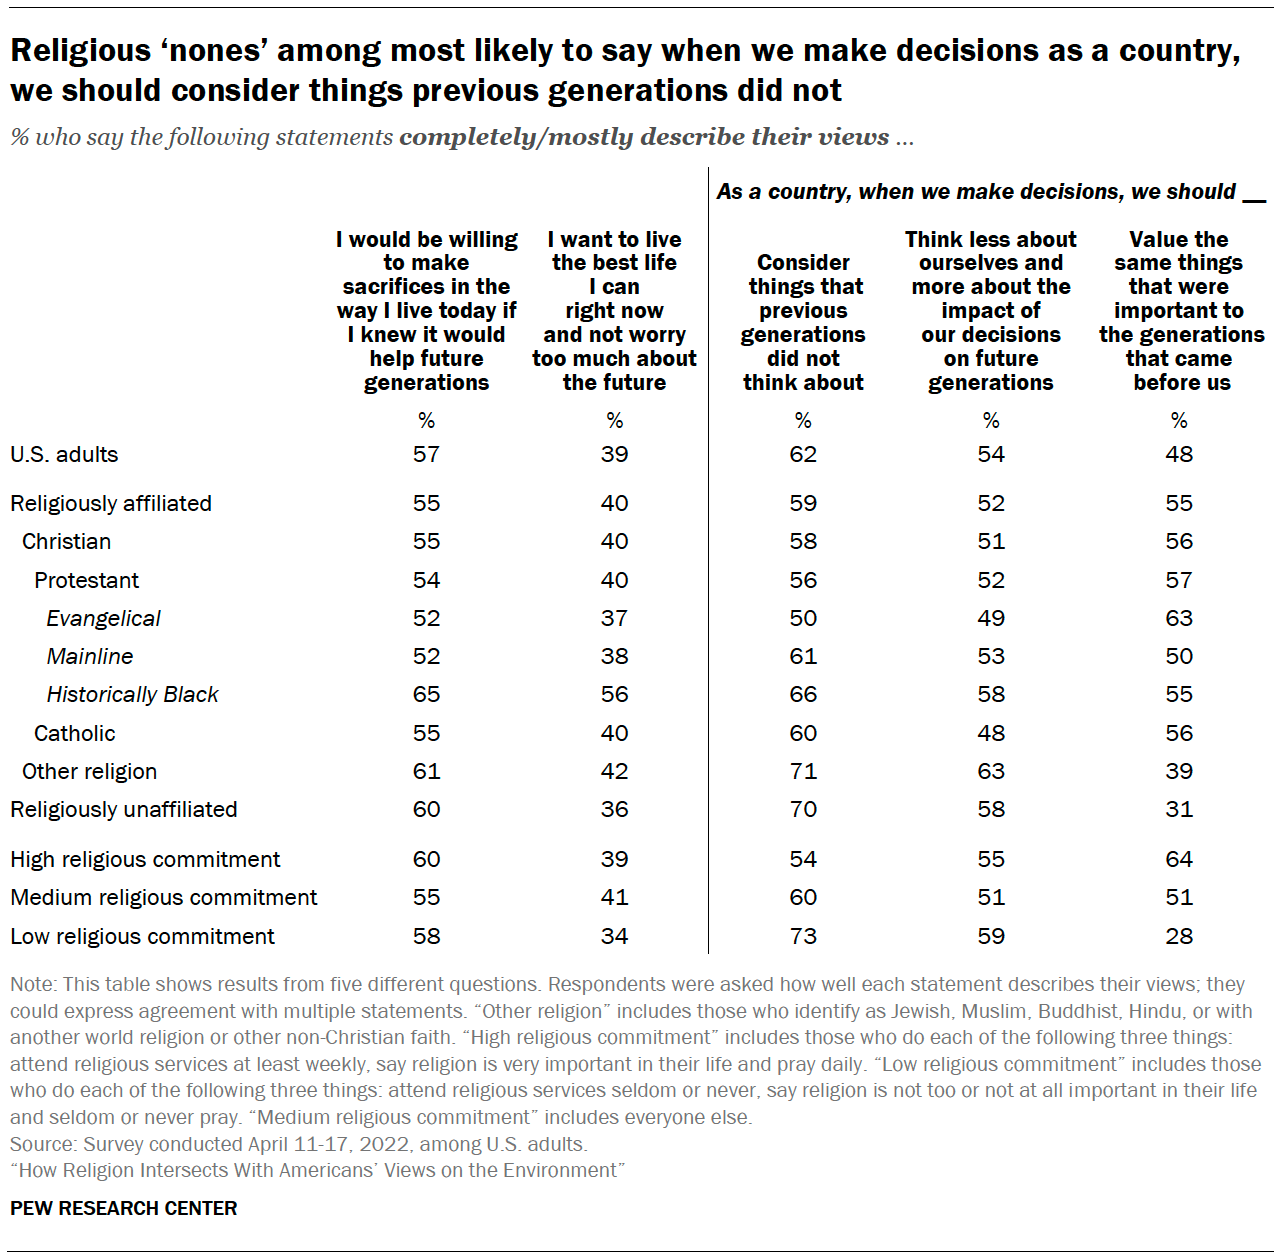 Religious ‘nones’ among most likely to say when we make decisions as a country,
we should consider things previous generations did not
% who say the following statements completely/mostly describe their views ...
As a country, when we make decisions, we should __
I would be willing
to make
sacrifices in the
way I live today if
I knew it would
help future
generations
I want to live
the best life
I can
right now
and not worry
too much about
the future
Consider
things that
previous
generations
did not
think about
Think less about
ourselves and
more about the
impact of
our decisions
on future
generations
Value the
same things
that were
important to
the generations
that came
before us
% % % % %
U.S. adults 57 39 62 54 48
Religiously affiliated 55 40 59 52 55
Christian 55 40 58 51 56
Protestant 54 40 56 52 57
Evangelical 52 37 50 49 63
Mainline 52 38 61 53 50
Historically Black 65 56 66 58 55
Catholic 55 40 60 48 56
Other religion 61 42 71 63 39
Religiously unaffiliated 60 36 70 58 31
High religious commitment 60 39 54 55 64
Medium religious commitment 55 41 60 51 51
Low religious commitment 58 34 73 59 28
Note: This table shows results from five different questions. Respondents were asked how well each statement describes their views; they
could express agreement with multiple statements. “Other religion” includes those who identify as Jewish, Muslim, Buddhist, Hindu, or with
another world religion or other non-Christian faith. “High religious commitment” includes those who do each of the following three things:
attend religious services at least weekly, say religion is very important in their life and pray daily. “Low religious commitment” includes those
who do each of the following three things: attend religious services seldom or never, say religion is not too or not at all important in their life
and seldom or never pray. “Medium religious commitment” includes everyone else.
Source: Survey conducted April 11-17, 2022, among U.S. adults.
“How Religion Intersects With Americans’ Views on the Environment”
PEW RESEARCH CENTER